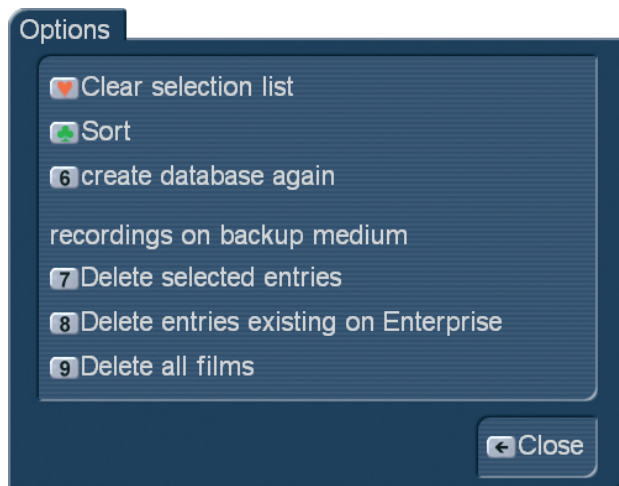 Options
Clear selection list
Sort
6 create database again
recordings on backup medium
7 Delete selected entries
8 Delete entries existing on Enterprise
9 Delete all films
Close